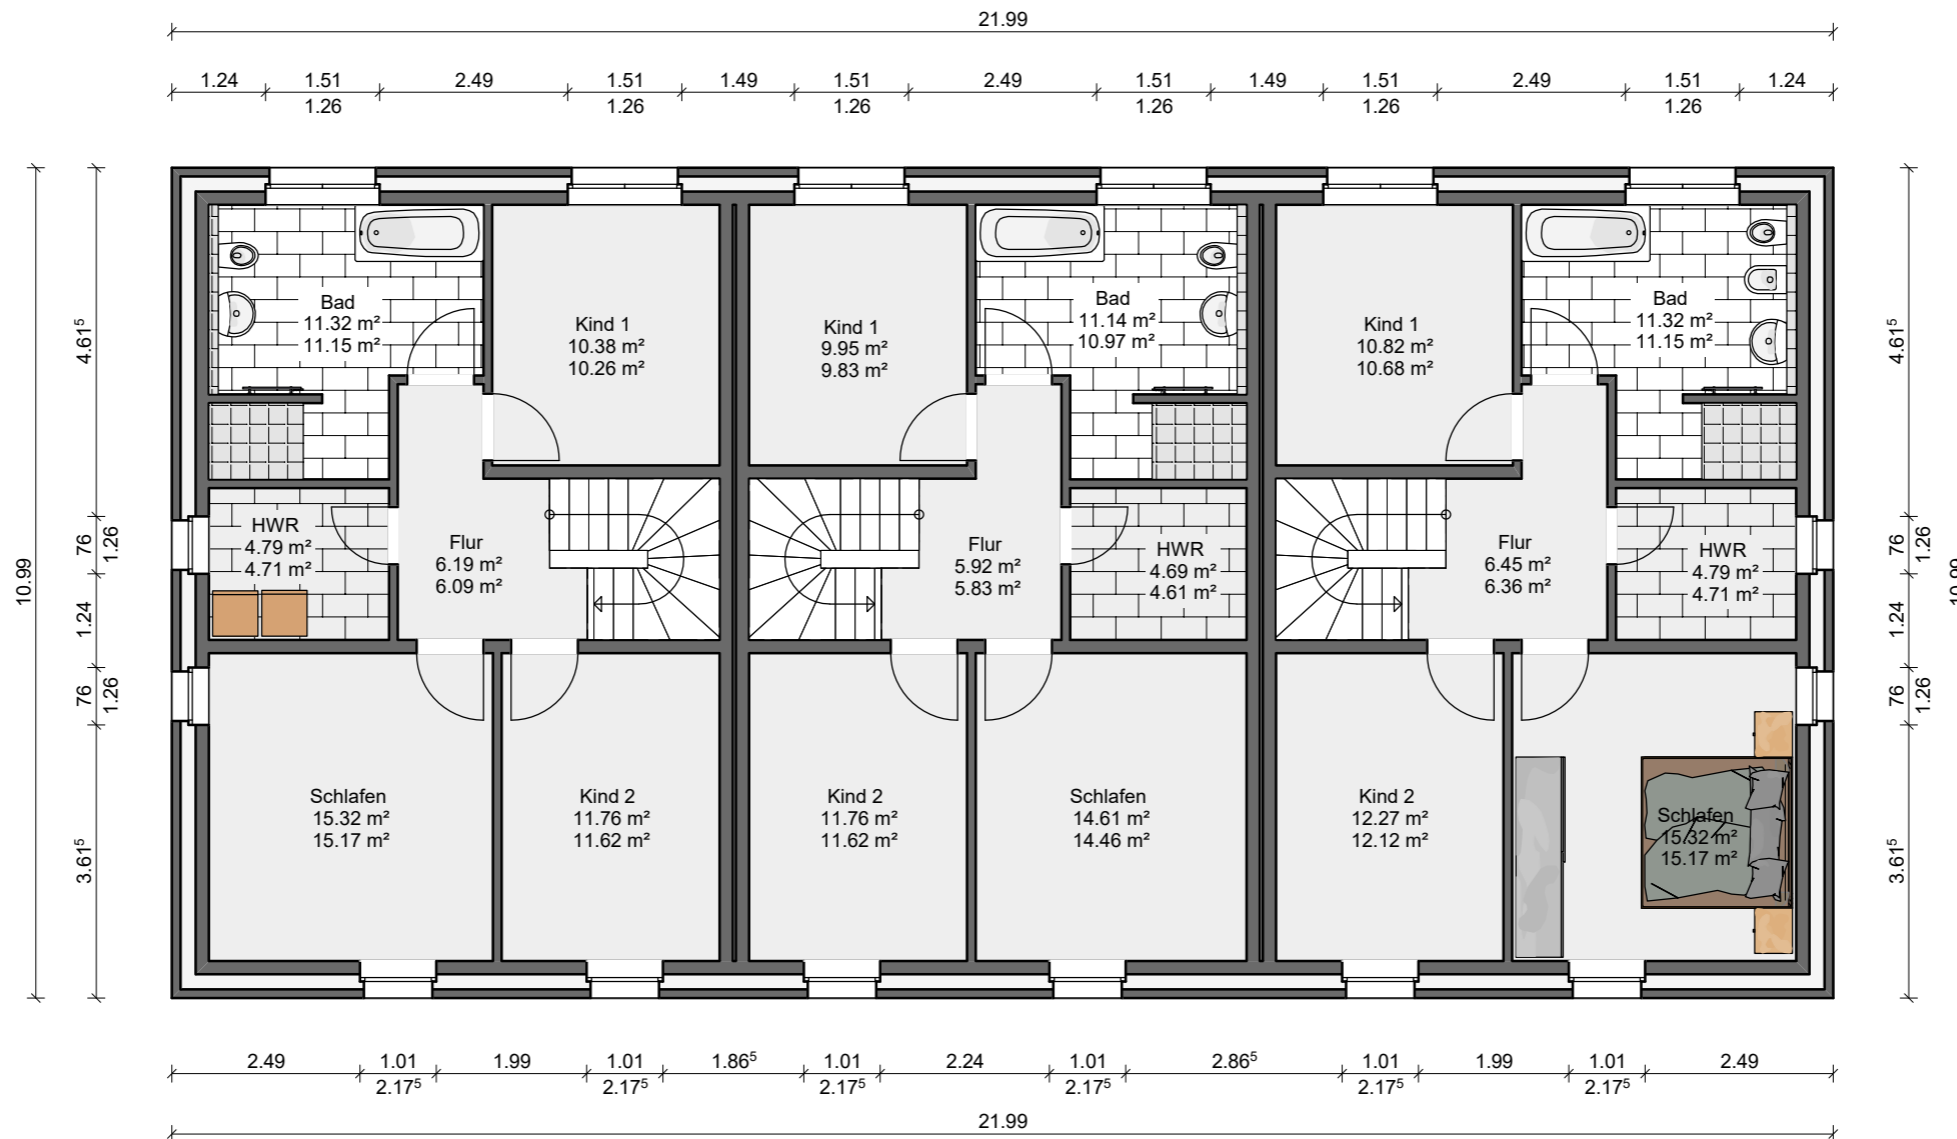 21.99
1.24 1.51 2.49 1.51 1.49 1.51 2.49 1.51 1.49 1.51 2.49 1.51 1.24
1.26 1.26 1.26 1.26 1.26 1.26
10.99
4.61⁵
76
1.26
1.24
76
1.26
3.61⁵
Bad
11.32 m²
11.15 m²
Kind 1
10.38 m²
10.26 m²
Kind 1
9.95 m²
9.83 m²
Bad
11.14 m²
10.97 m²
Kind 1
10.82 m²
10.68 m²
Bad
11.32 m²
11.15 m²
HWR
4.79 m²
4.71 m²
Flur
6.19 m²
6.09 m²
Flur
5.92 m²
5.83 m²
HWR
4.69 m²
4.61 m²
Flur
6.45 m²
6.36 m²
HWR
4.79 m²
4.71 m²
Schlafen
15.32 m²
15.17 m²
Kind 2
11.76 m²
11.62 m²
Kind 2
11.76 m²
11.62 m²
Schlafen
14.61 m²
14.46 m²
Kind 2
12.27 m²
12.12 m²
Schlafen
15.32 m²
15.17 m²
4.61⁵
76
1.26
1.24
76
1.26
3.61⁵
10.99
2.49 1.01 1.99 1.01 1.86⁵ 1.01 2.24 1.01 2.86⁵ 1.01 1.99 1.01 2.49
2.17⁵ 2.17⁵ 2.17⁵ 2.17⁵ 2.17⁵ 2.17⁵
21.99